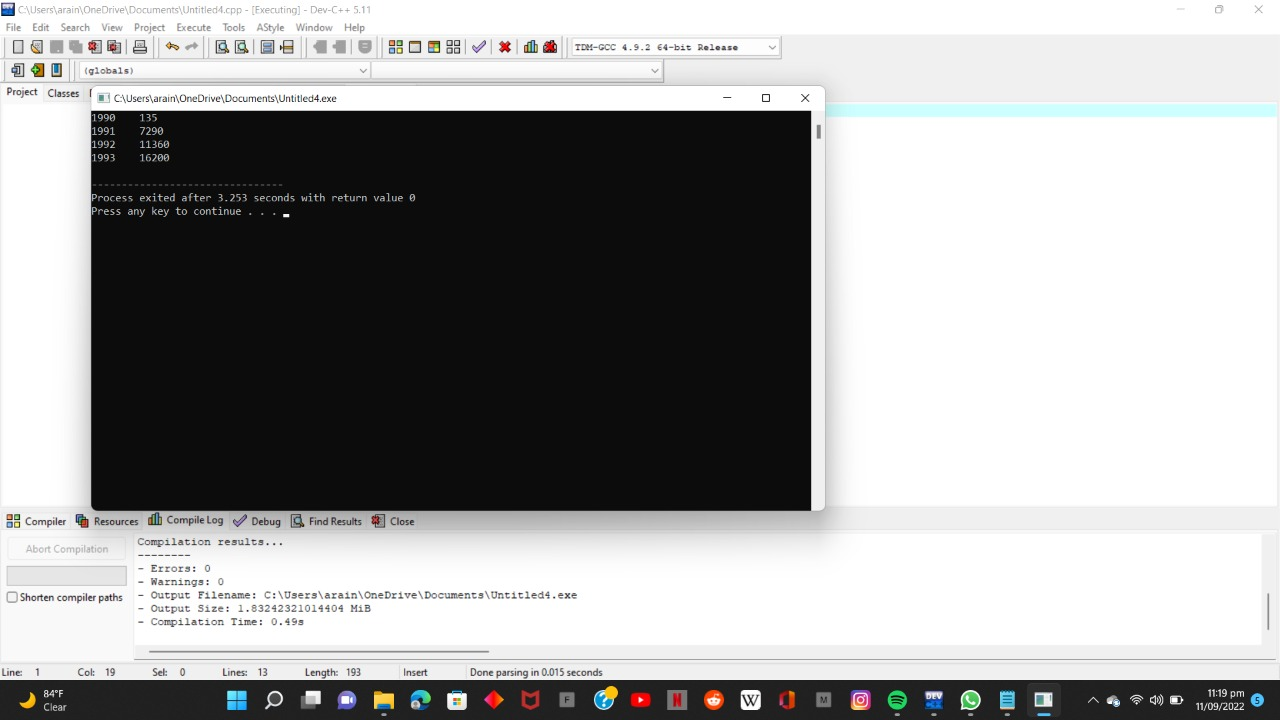 C:\Users\arain\OneDrive\Documents\Untitled4.cpp - [Executing] - Dev-C++ 5.11
File Edit Search View Project Execute Tools AStyle Window Help
TDM-GCC 4.9.2 64-bit Release
(globals)
Project Classes
C:\Users\arain\OneDrive\Documents\Untitled4.exe
1990 135
1991 7290
1992 11360
1993 16200
--------------------------------
Process exited after 3.253 seconds with return value 0
Press any key to continue . . .
Compiler Resources Compile Log Debug Find Results Close
Abort Compilation
Shorten compiler paths
Compilation results...
--------
- Errors: 0
- Warnings: 0
- Output Filename: C:\Users\arain\OneDrive\Documents\Untitled4.exe
- Output Size: 1.83242321014404 MiB
- Compilation Time: 0.49s
Line: 1 Col: 19 Sel: 0 Lines: 13 Length: 193 Insert Done parsing in 0.015 seconds
84°F
Clear
DEV
11:19 pm
11/09/2022
5